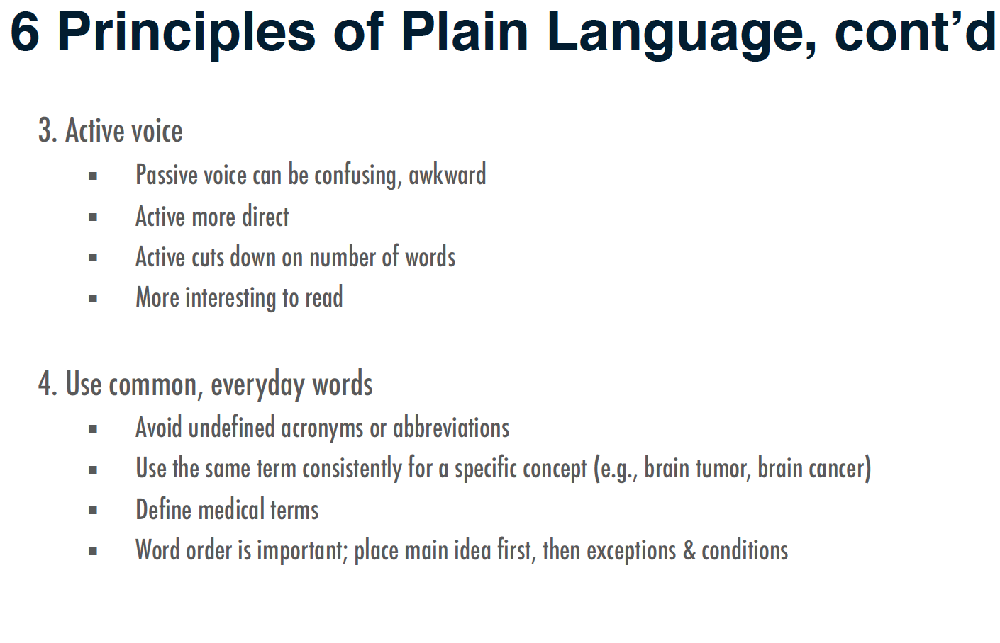 6 Principles of Plain Language, cont’d
3. Active voice
▪ Passive voice can be confusing, awkward
▪ Active more direct
▪ Active cuts down on number of words
▪ More interesting to read
4. Use common, everyday words
▪ Avoid undefined acronyms or abbreviations
▪ Use the same term consistently for a specific concept (e.g., brain tumor, brain cancer)
▪ Define medical terms
▪ Word order is important; place main idea first, then exceptions & conditions